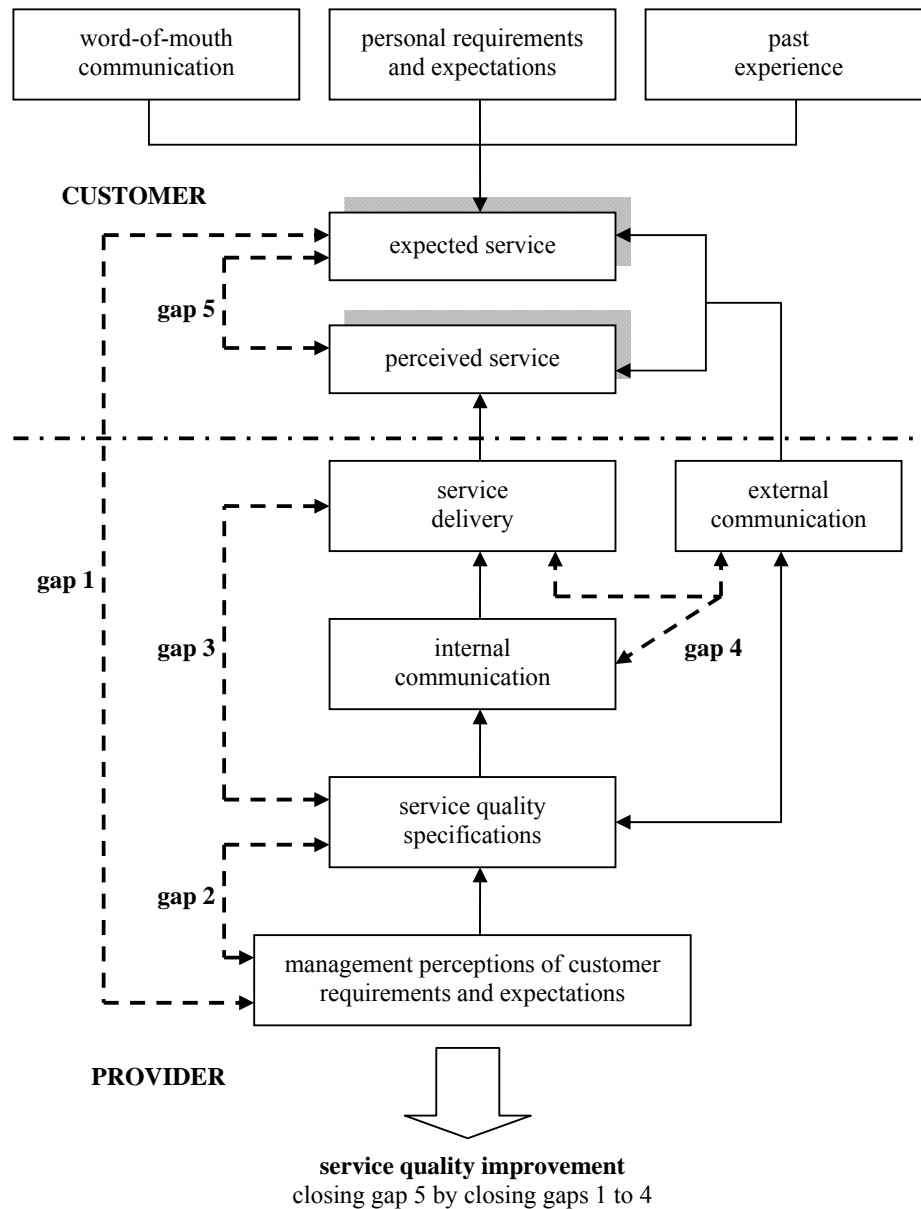 word-of-mouth
communication
personal requirements
and expectations
past
experience
CUSTOMER
expected service
gap 5
perceived service
service
delivery
external
communication
gap 1
gap 3
internal
communication
gap 4
service quality
specifications
gap 2
management perceptions of customer
requirements and expectations
PROVIDER
service quality improvement
closing gap 5 by closing gaps 1 to 4